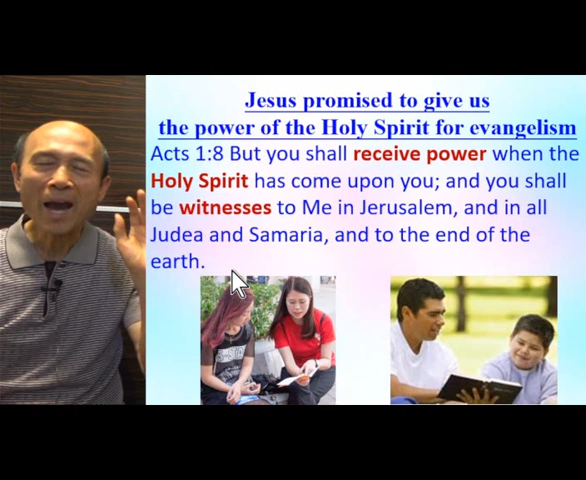 Jesus promised to give us
the power of the Holy Spirit for evangelism
Acts 1:8 But you shall receive power when the
Holy Spirit has come upon you; and you shall
be witnesses to Me in Jerusalem, and in all
Judea and Samaria, and to the end of the
earth.